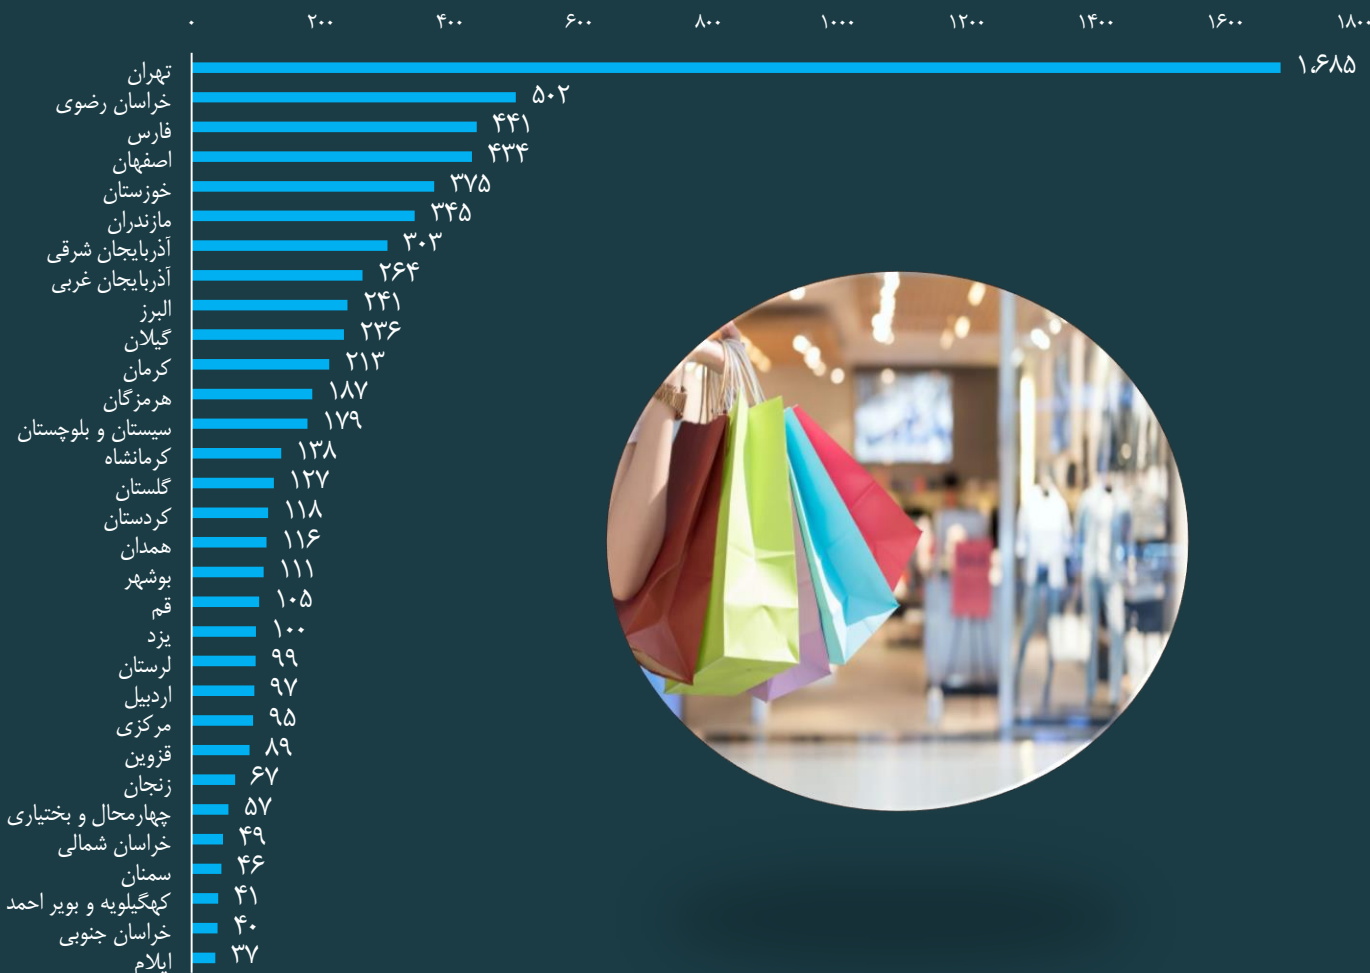 ۰ ۲۰۰ ۴۰۰ ۶۰۰ ۸۰۰ ۱۰۰۰ ۱۲۰۰ ۱۴۰۰ ۱۶۰۰ ۱۸۰۰
تهران ۱،۶۸۵
خراسان رضوی ۵۰۲
فارس ۴۴۱
اصفهان ۴۳۴
خوزستان ۳۷۵
مازندران ۳۴۵
آذربایجان شرقی ۳۰۳
آذربایجان غربی ۲۶۴
البرز ۲۴۱
گیلان ۲۳۶
کرمان ۲۱۳
هرمزگان ۱۸۷
سیستان و بلوچستان ۱۷۹
کرمانشاه ۱۳۸
گلستان ۱۲۷
کردستان ۱۱۸
همدان ۱۱۶
بوشهر ۱۱۱
قم ۱۰۵
یزد ۱۰۰
لرستان ۹۹
اردبیل ۹۷
مرکزی ۹۵
قزوین ۸۹
زنجان ۶۷
چهارمحال و بختیاری ۵۷
خراسان شمالی ۴۹
سمنان ۴۶
کهگیلویه و بویر احمد ۴۱
خراسان جنوبی ۴۰
ایلام ۳۷